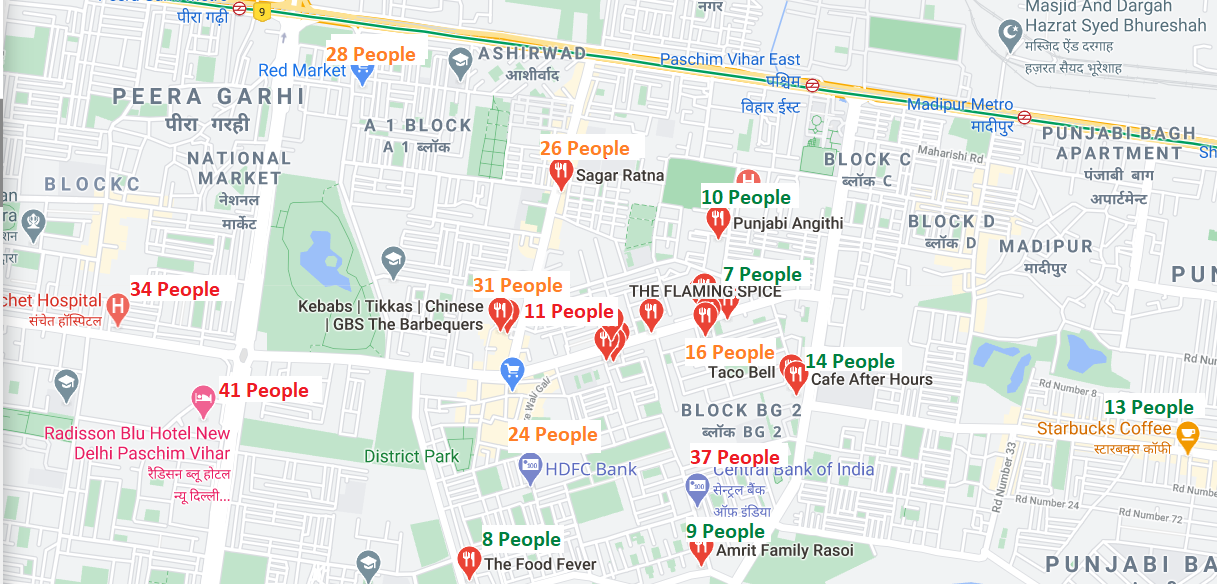 पीरा गढ़ी
9
नगर
Masjid And Dargah
Hazrat Syed Bhureshah
मस्जिद ऐंड दरगाह
हज़रत सैयद भूरेशाह
28 People
Red Market
ASHIRWAD
आशीर्वाद
Paschim Vihar East
पश्चिम
विहार ईस्ट
PEERA GARHI
पीरा गरही
Madipur Metro
मादीपुर
A 1 BLOCK
A 1 ब्लॉक
PUNJABI BAGH
APARTMENT
पंजाबी बाग
अपार्टमेन्ट
Sh
26 People
Sagar Ratna
NATIONAL
MARKET
नेशनल
मार्केट
BLOCKC
BLOCK C
ब्लॉक C
Maharishi Rd
10 People
Punjabi Angithi
BLOCK D
ब्लॉक D
MADIPUR
मादीपुर
PUN
7 People
THE FLAMING SPICE
31 People
11 People
Kebabs | Tikkas | Chinese
| GBS The Barbequers
34 People
chet Hospital
संचेत हॉस्पिटल
16 People
Taco Bell
14 People
Cafe After Hours
41 People
Radisson Blu Hotel New
Delhi Paschim Vihar
रैडिसन ब्लू होटल
न्यू दिल्ली...
BLOCK BG 2
ब्लॉक BG 2
Rd Number 8
13 People
Starbucks Coffee
स्टारबक्स कॉफी
24 People
HDFC Bank
District Park
37 People
Central Bank of India
सेन्ट्रल बैंक
ऑफ़ इंडिया
Rd Number 33
Rd Number 24
Rd Number 72
8 People
The Food Fever
9 People
Amrit Family Rasoi
PUNJABI BA